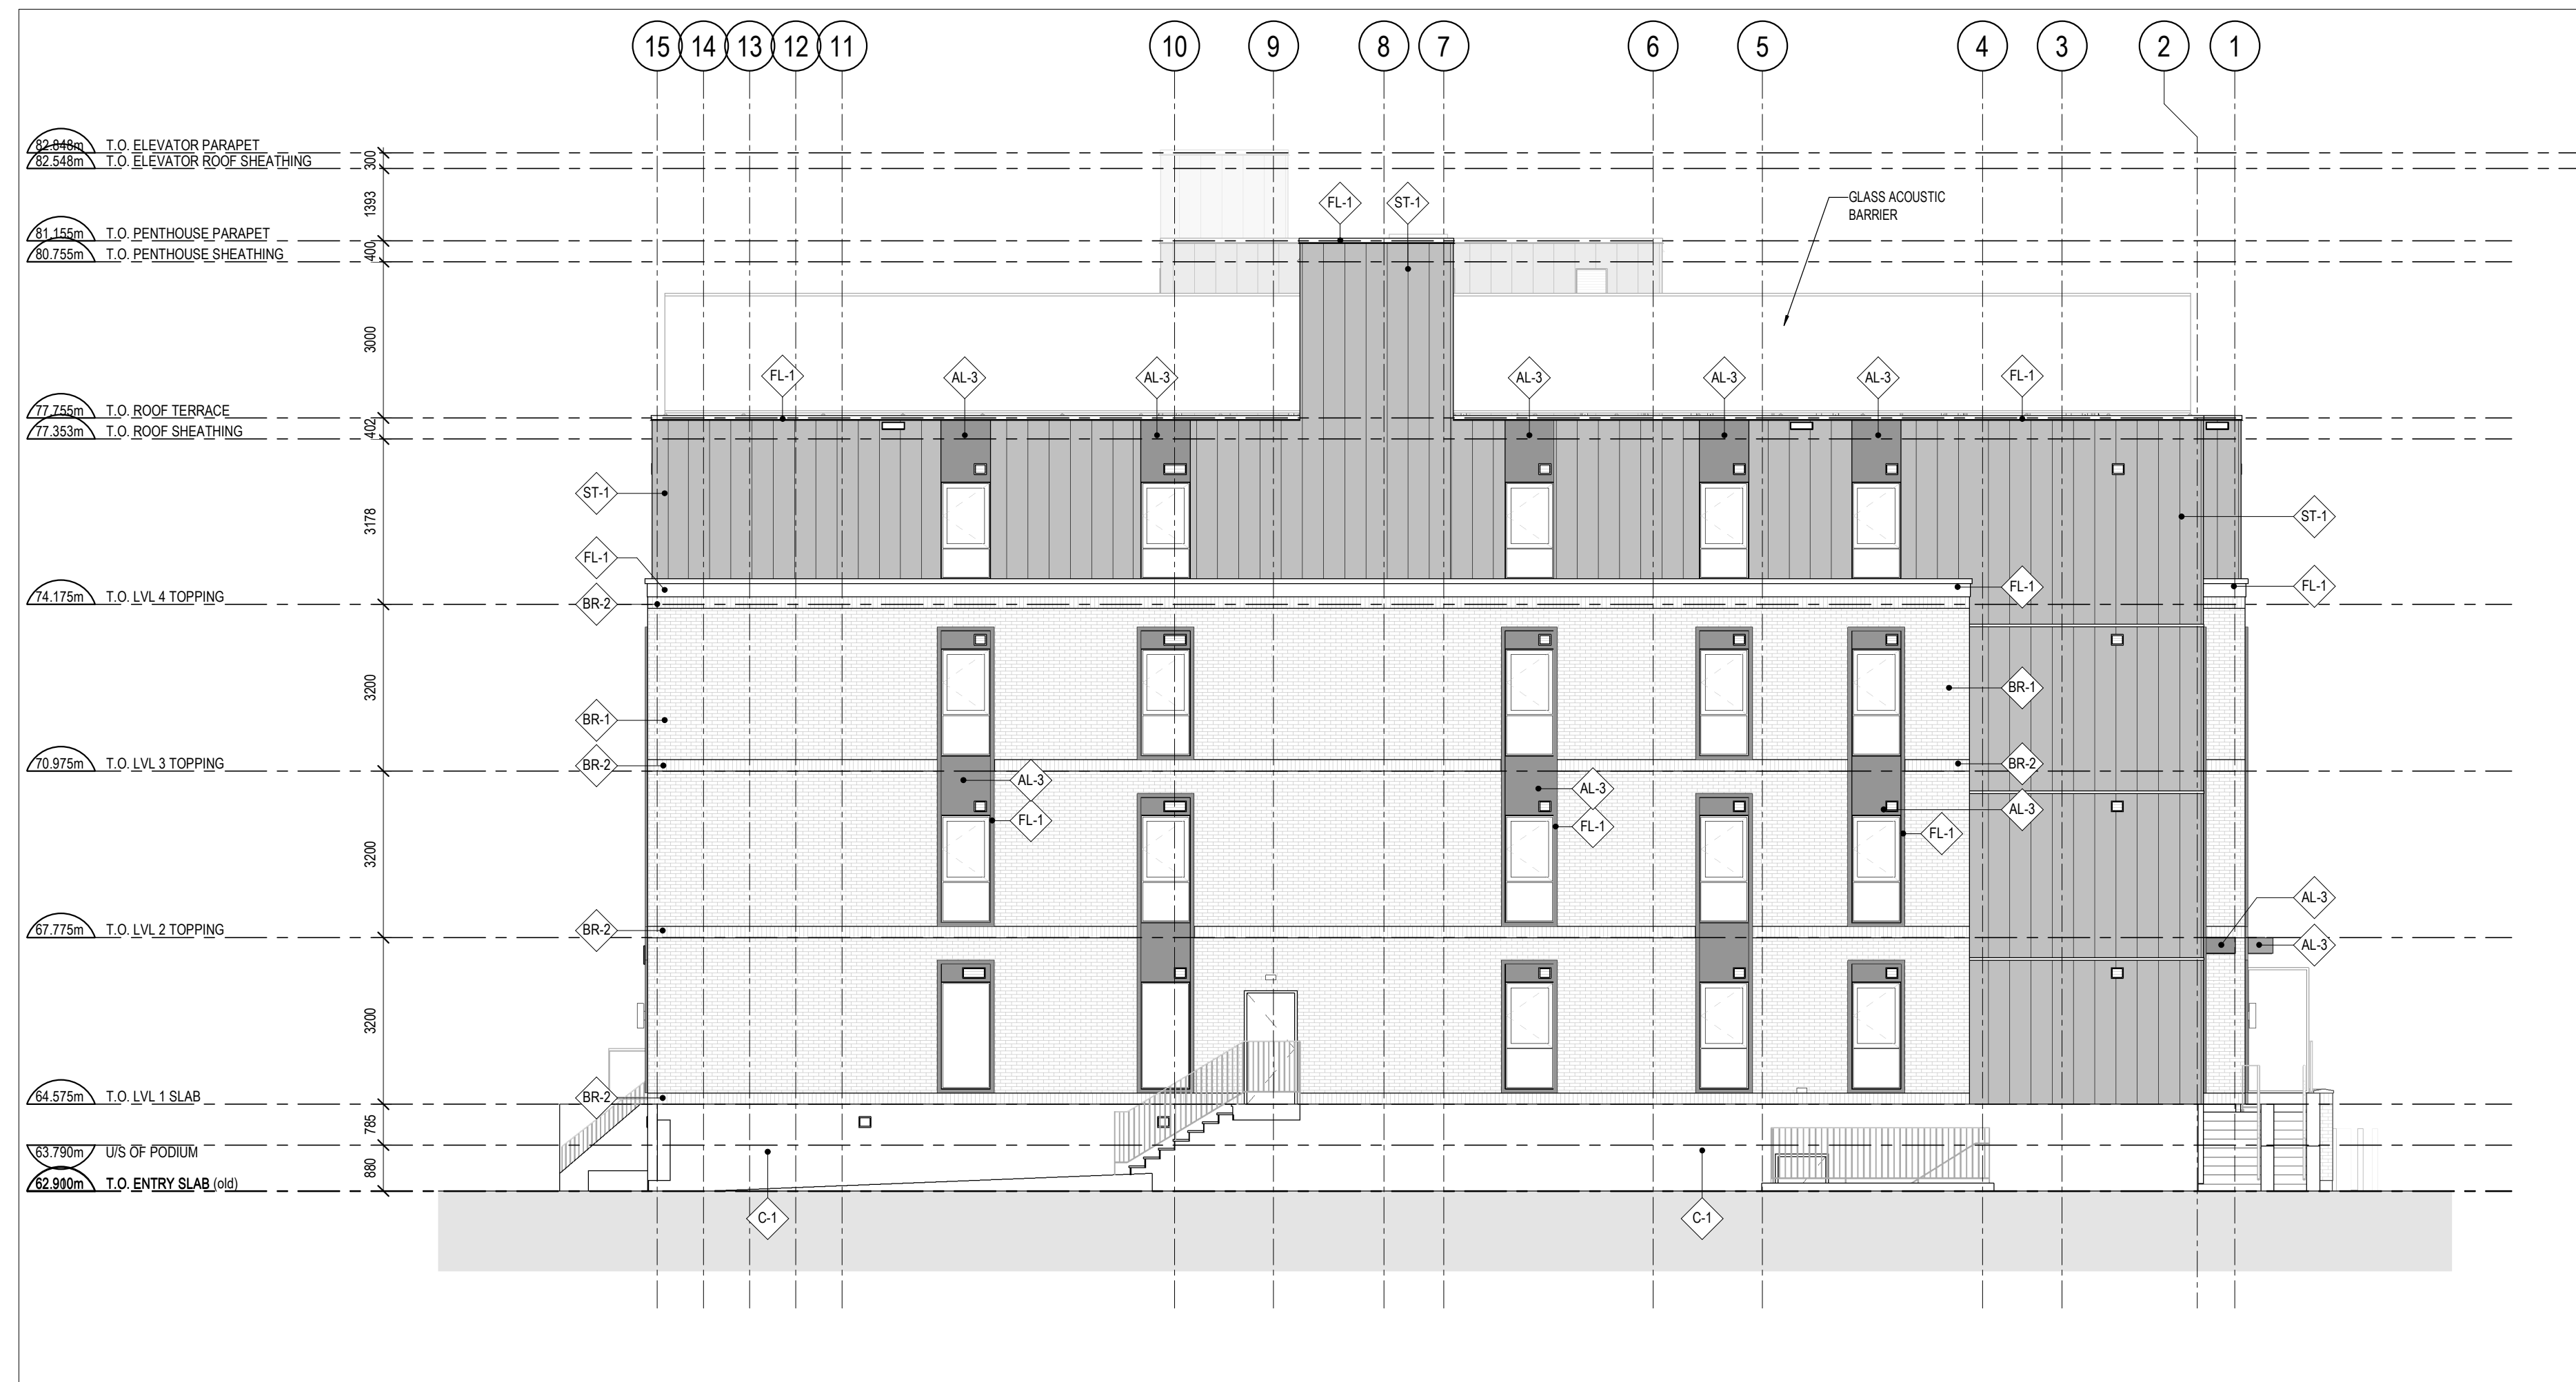 15 14 13 12 11 10 9 8 7 6 5 4 3 2 1
82.848m T.O. ELEVATOR PARAPET
82.548m T.O. ELEVATOR ROOF SHEATHING
300
1393
FL-1 ST-1
GLASS ACOUSTIC
BARRIER
81.155m T.O. PENTHOUSE PARAPET
80.755m T.O. PENTHOUSE SHEATHING
400
3000
FL-1 AL-3 AL-3 AL-3 AL-3 AL-3 FL-1
77.755m T.O. ROOF TERRACE
77.353m T.O. ROOF SHEATHING
402
ST-1
3178
ST-1
FL-1
FL-1 FL-1
74.175m T.O. LVL 4 TOPPING
BR-2
3200
BR-1
BR-1
70.975m T.O. LVL 3 TOPPING
BR-2
BR-2
AL-3 AL-3 AL-3
FL-1 FL-1 FL-1
3200
AL-3
67.775m T.O. LVL 2 TOPPING
BR-2
AL-3
3200
64.575m T.O. LVL 1 SLAB
BR-2
785
63.790m U/S OF PODIUM
880
62.900m T.O. ENTRY SLAB (old)
C-1 C-1